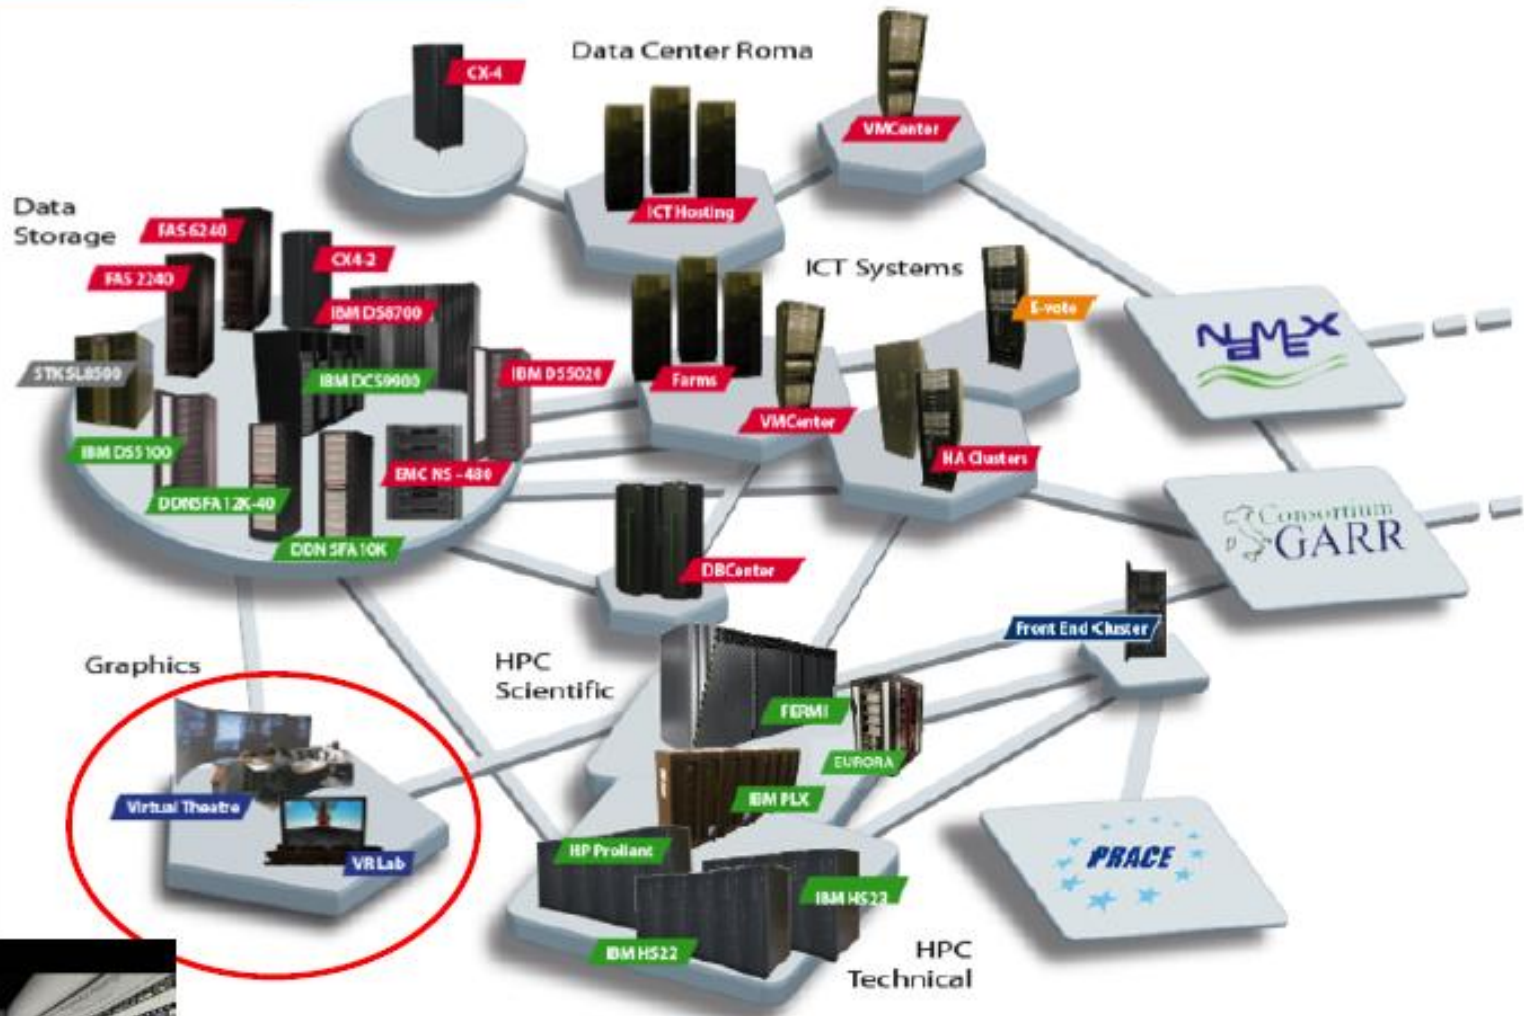 Data Center Roma
CX-4
VMCenter
ICT Hosting
Data
Storage
FAS 6240
FAS 2240
CX4-2
IBM DS8700
STK SL8500
IBM DCS9900
IBM DS5020
IBM DS5100
DDN SFA 12K-40
EMC NS -480
DDN SFA10K
ICT Systems
E-vote
Farms
VMCenter
HA Clusters
DBCenter
NAMEX
Consortium
GARR
Front End Cluster
Graphics
HPC
Scientific
FERMI
EURORA
IBM PLX
Virtual Theatre
VR Lab
HP Proliant
IBM HS23
IBM HS22
HPC
Technical
PRACE